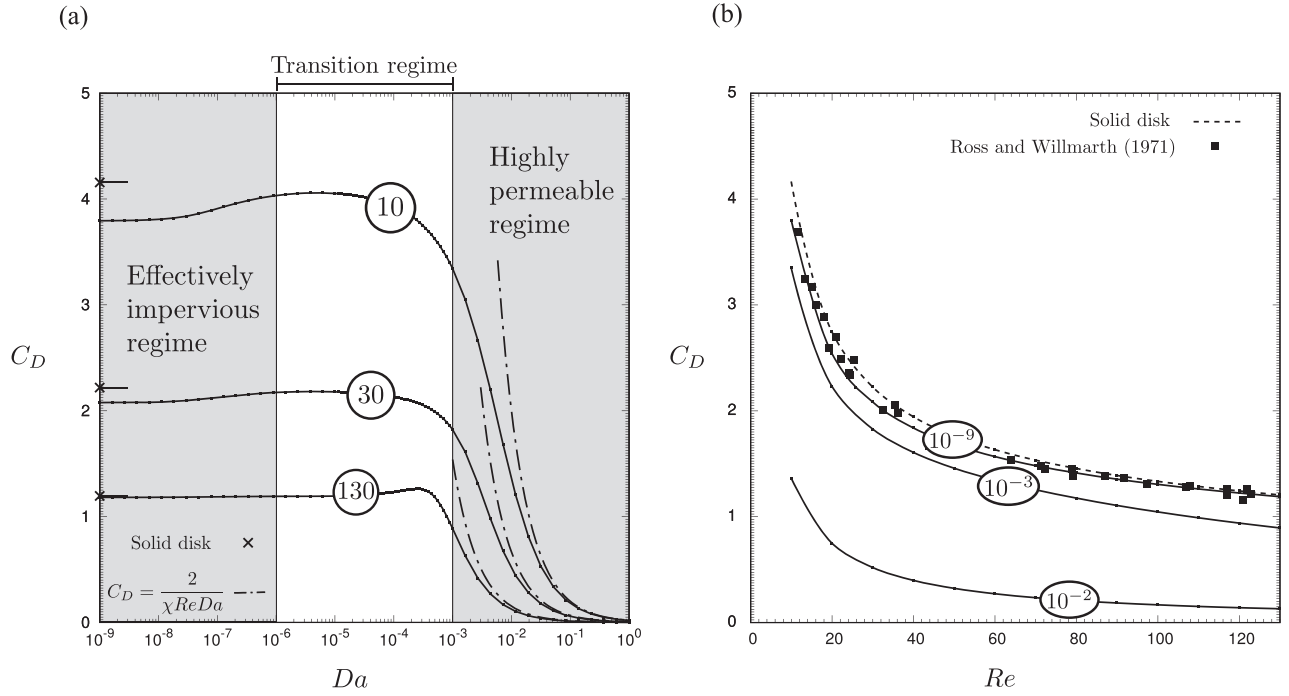 (a)
Transition regime
5
4
3
2
1
0
C_D
10
30
130
Effectively
impervious
regime
Highly
permeable
regime
Solid disk
C_D = 2 / χReDa
10⁻⁹ 10⁻⁸ 10⁻⁷ 10⁻⁶ 10⁻⁵ 10⁻⁴ 10⁻³ 10⁻² 10⁻¹ 10⁰
Da
(b)
5
4
3
2
1
0
C_D
Solid disk
Ross and Willmarth (1971)
10⁻⁹
10⁻³
10⁻²
0 20 40 60 80 100 120
Re